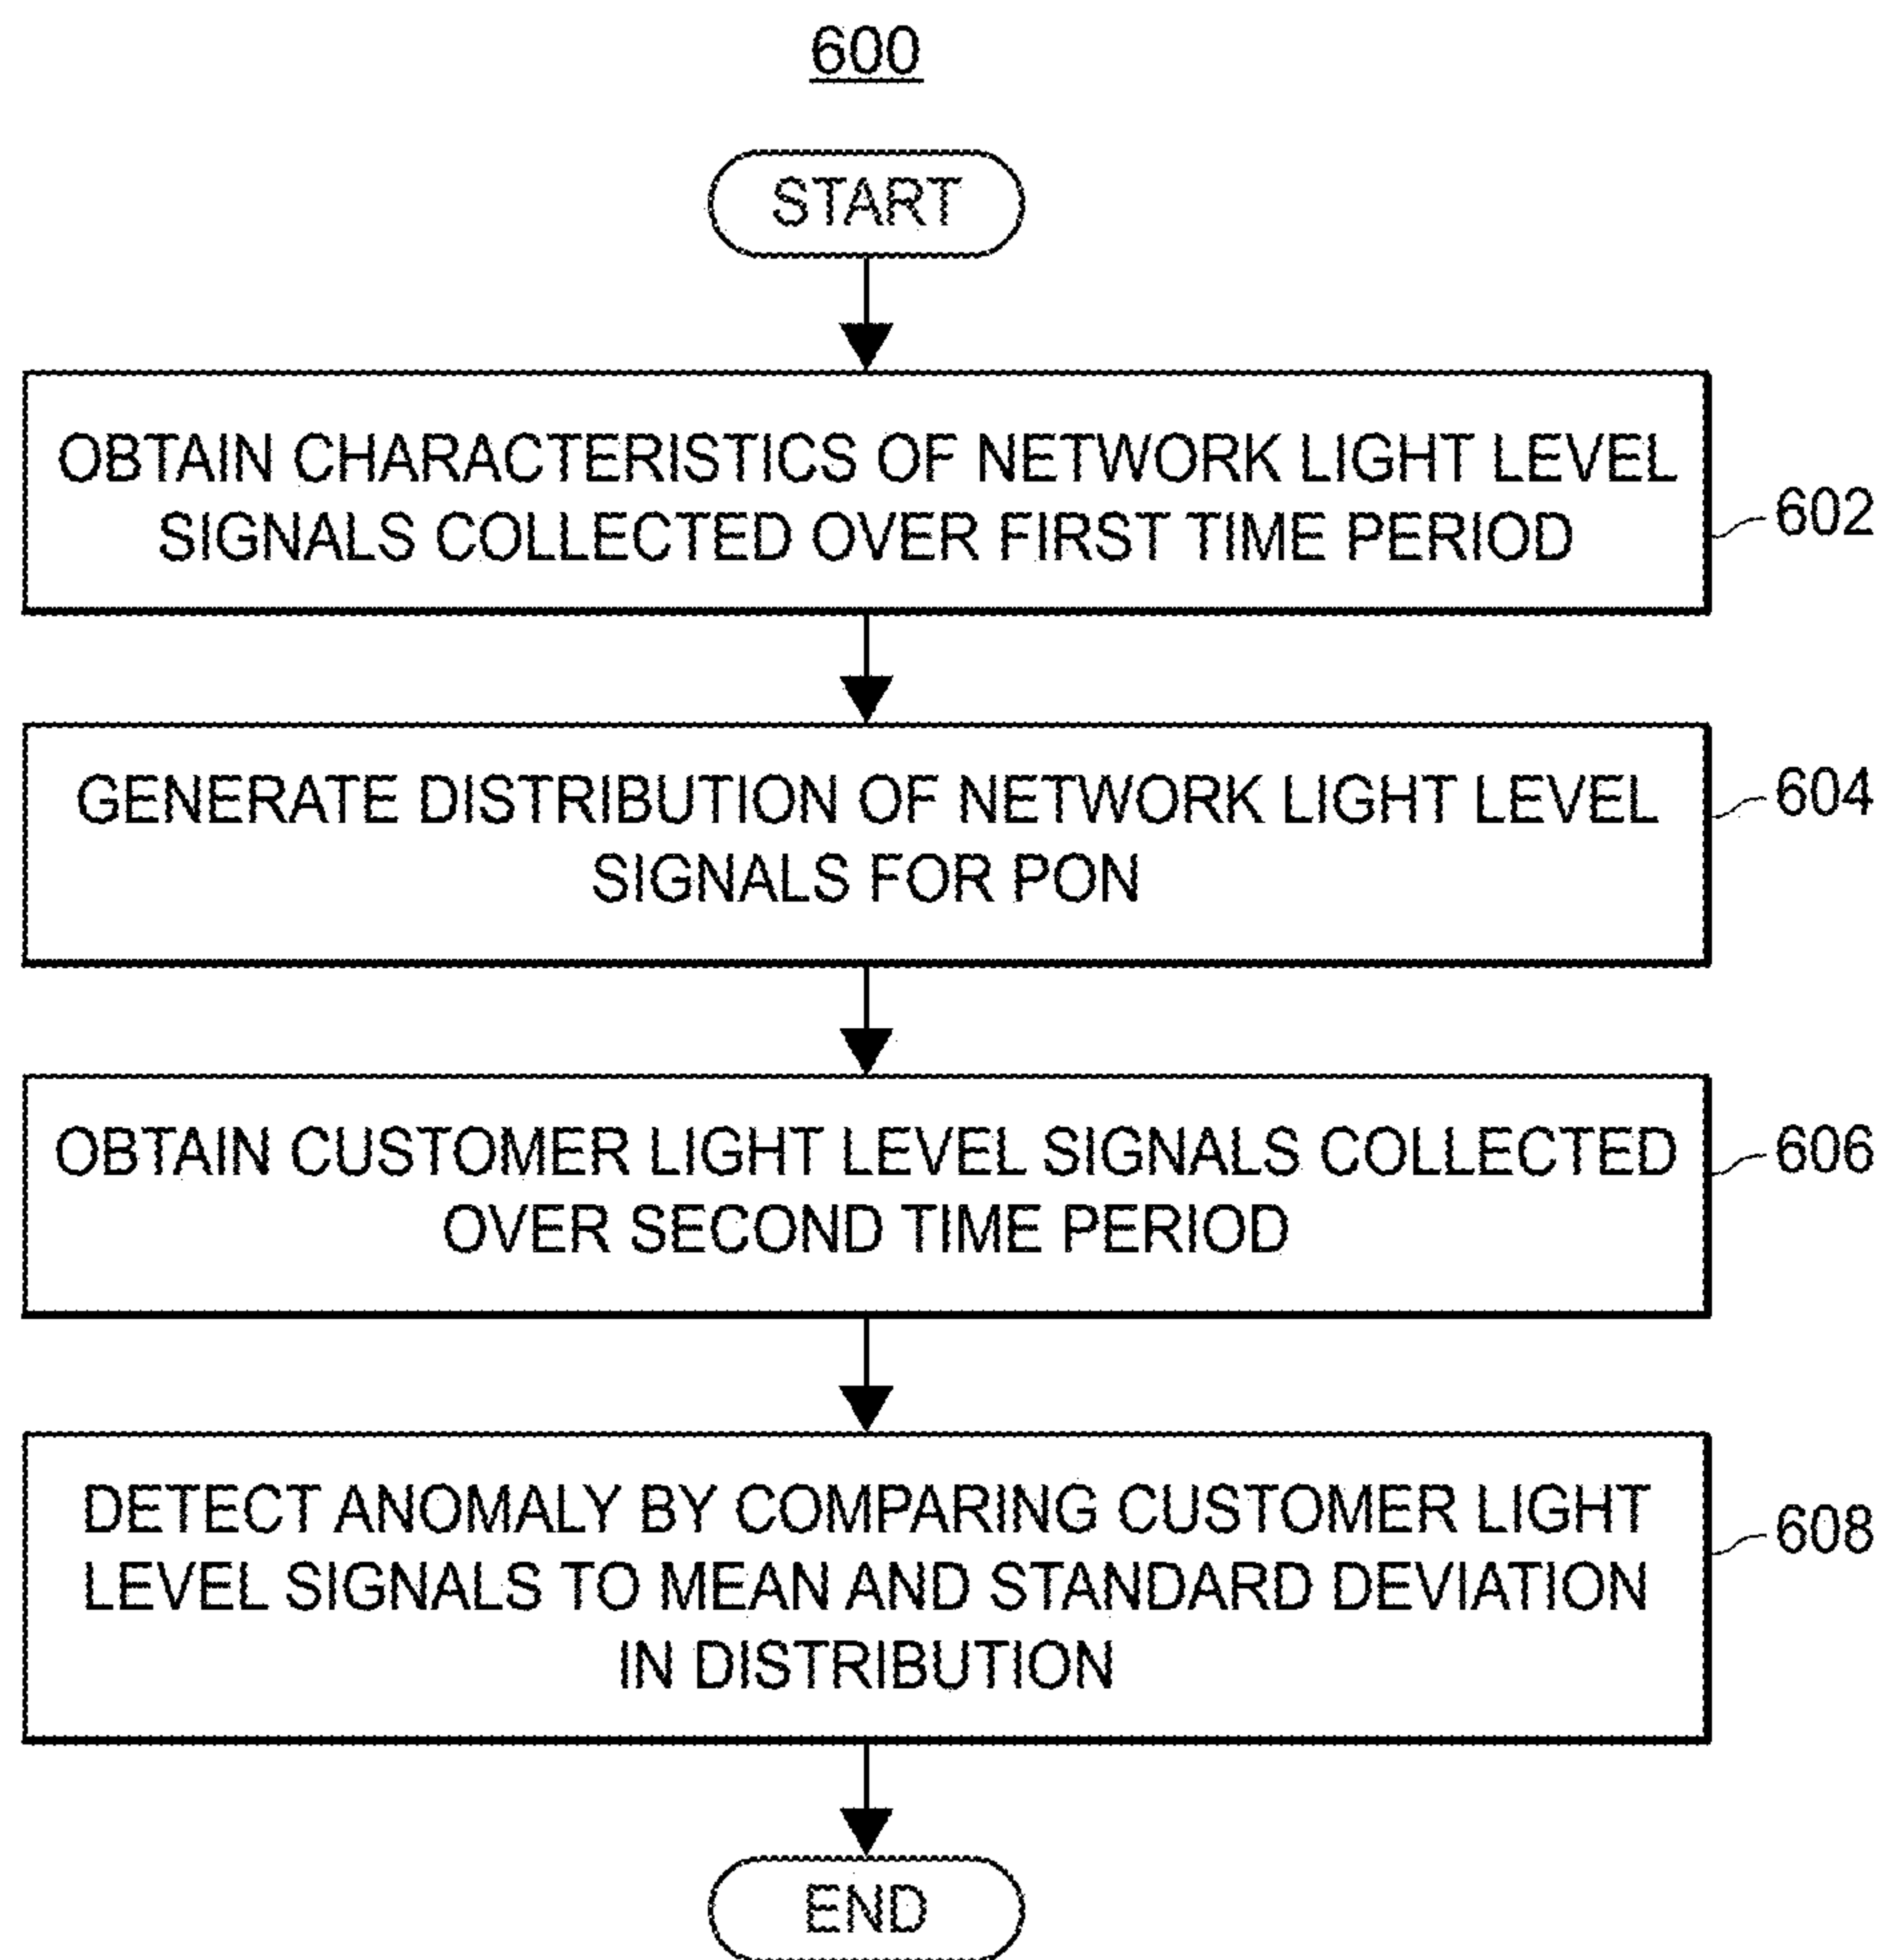 600
START
OBTAIN CHARACTERISTICS OF NETWORK LIGHT LEVEL
SIGNALS COLLECTED OVER FIRST TIME PERIOD
602
GENERATE DISTRIBUTION OF NETWORK LIGHT LEVEL
SIGNALS FOR PON
604
OBTAIN CUSTOMER LIGHT LEVEL SIGNALS COLLECTED
OVER SECOND TIME PERIOD
606
DETECT ANOMALY BY COMPARING CUSTOMER LIGHT
LEVEL SIGNALS TO MEAN AND STANDARD DEVIATION
IN DISTRIBUTION
608
END